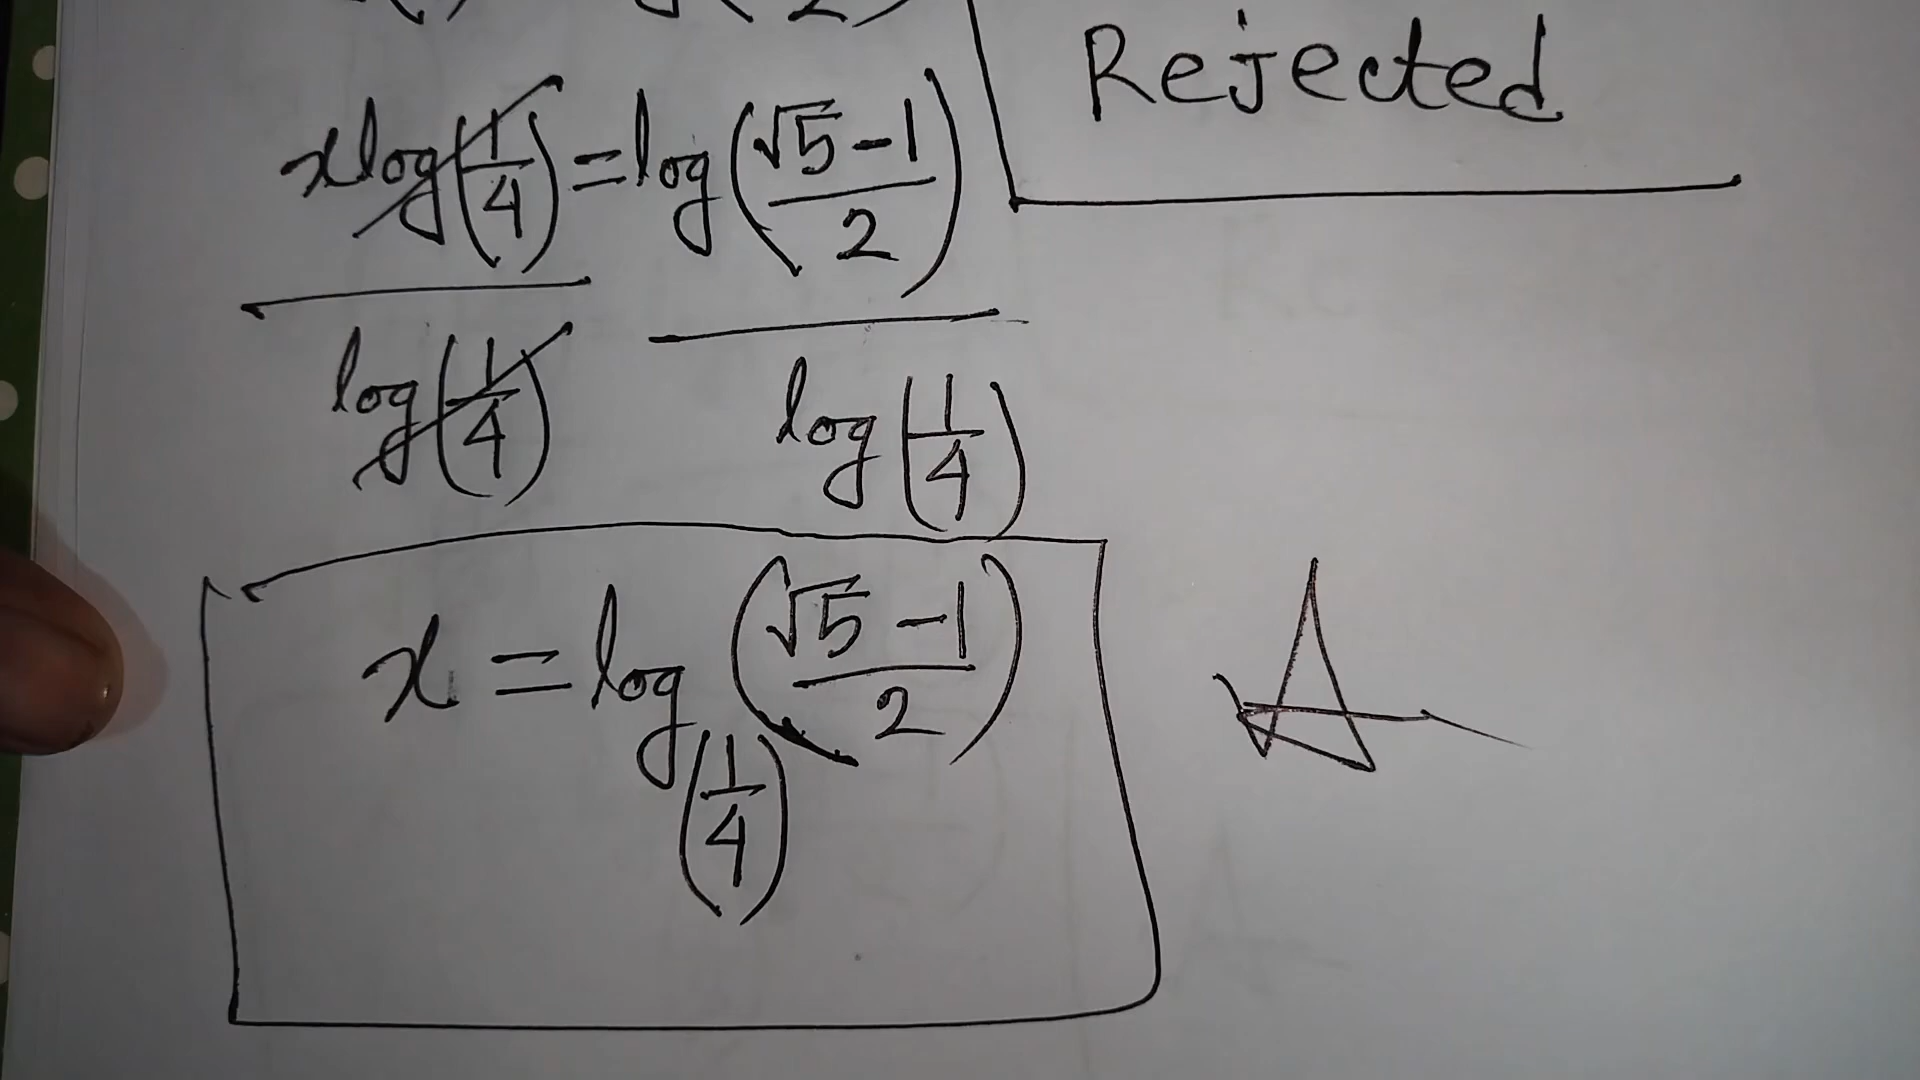 Rejected
x log(1/4) = log((√5 - 1)/2)
log(1/4) log(1/4)
x = log_(1/4) ((√5 - 1)/2)